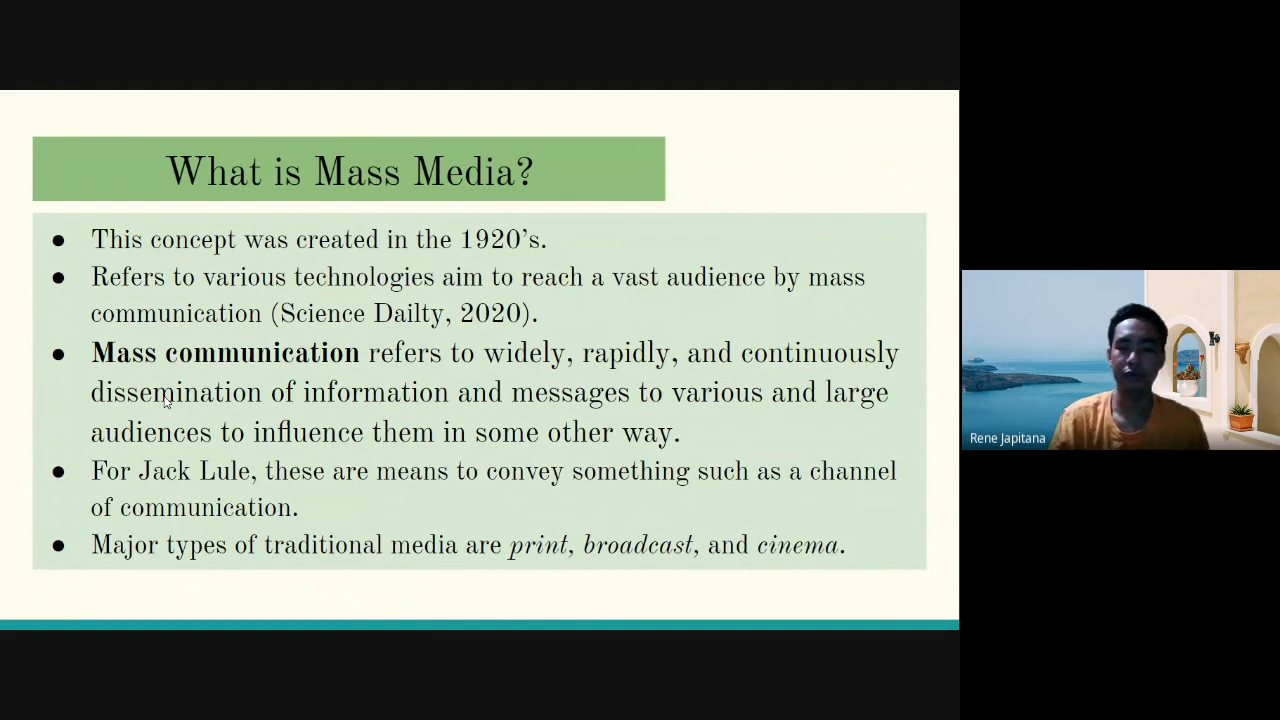 What is Mass Media?
● This concept was created in the 1920's.
● Refers to various technologies aim to reach a vast audience by mass
communication (Science Dailty, 2020).
● Mass communication refers to widely, rapidly, and continuously
dissemination of information and messages to various and large
audiences to influence them in some other way.
● For Jack Lule, these are means to convey something such as a channel
of communication.
● Major types of traditional media are print, broadcast, and cinema.
Rene Japitana